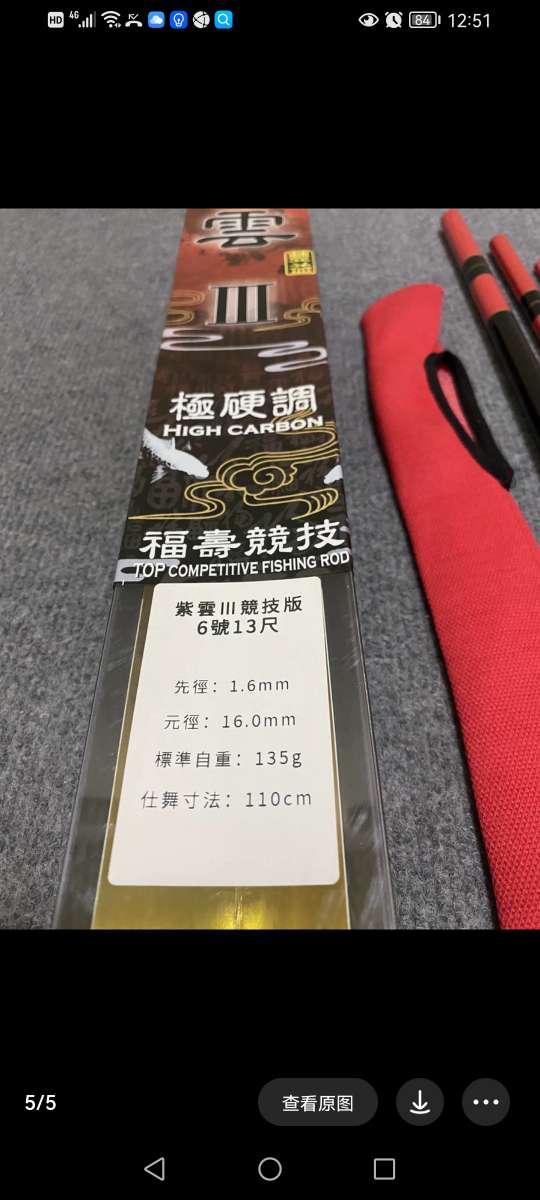 HD 4G 84 12:51
雲
III
極硬調
HIGH CARBON
福壽競技
TOP COMPETITIVE FISHING ROD
紫雲III競技版
6號13尺
先徑：1.6mm
元徑：16.0mm
標準自重：135g
仕舞寸法：110cm
5/5
查看原图